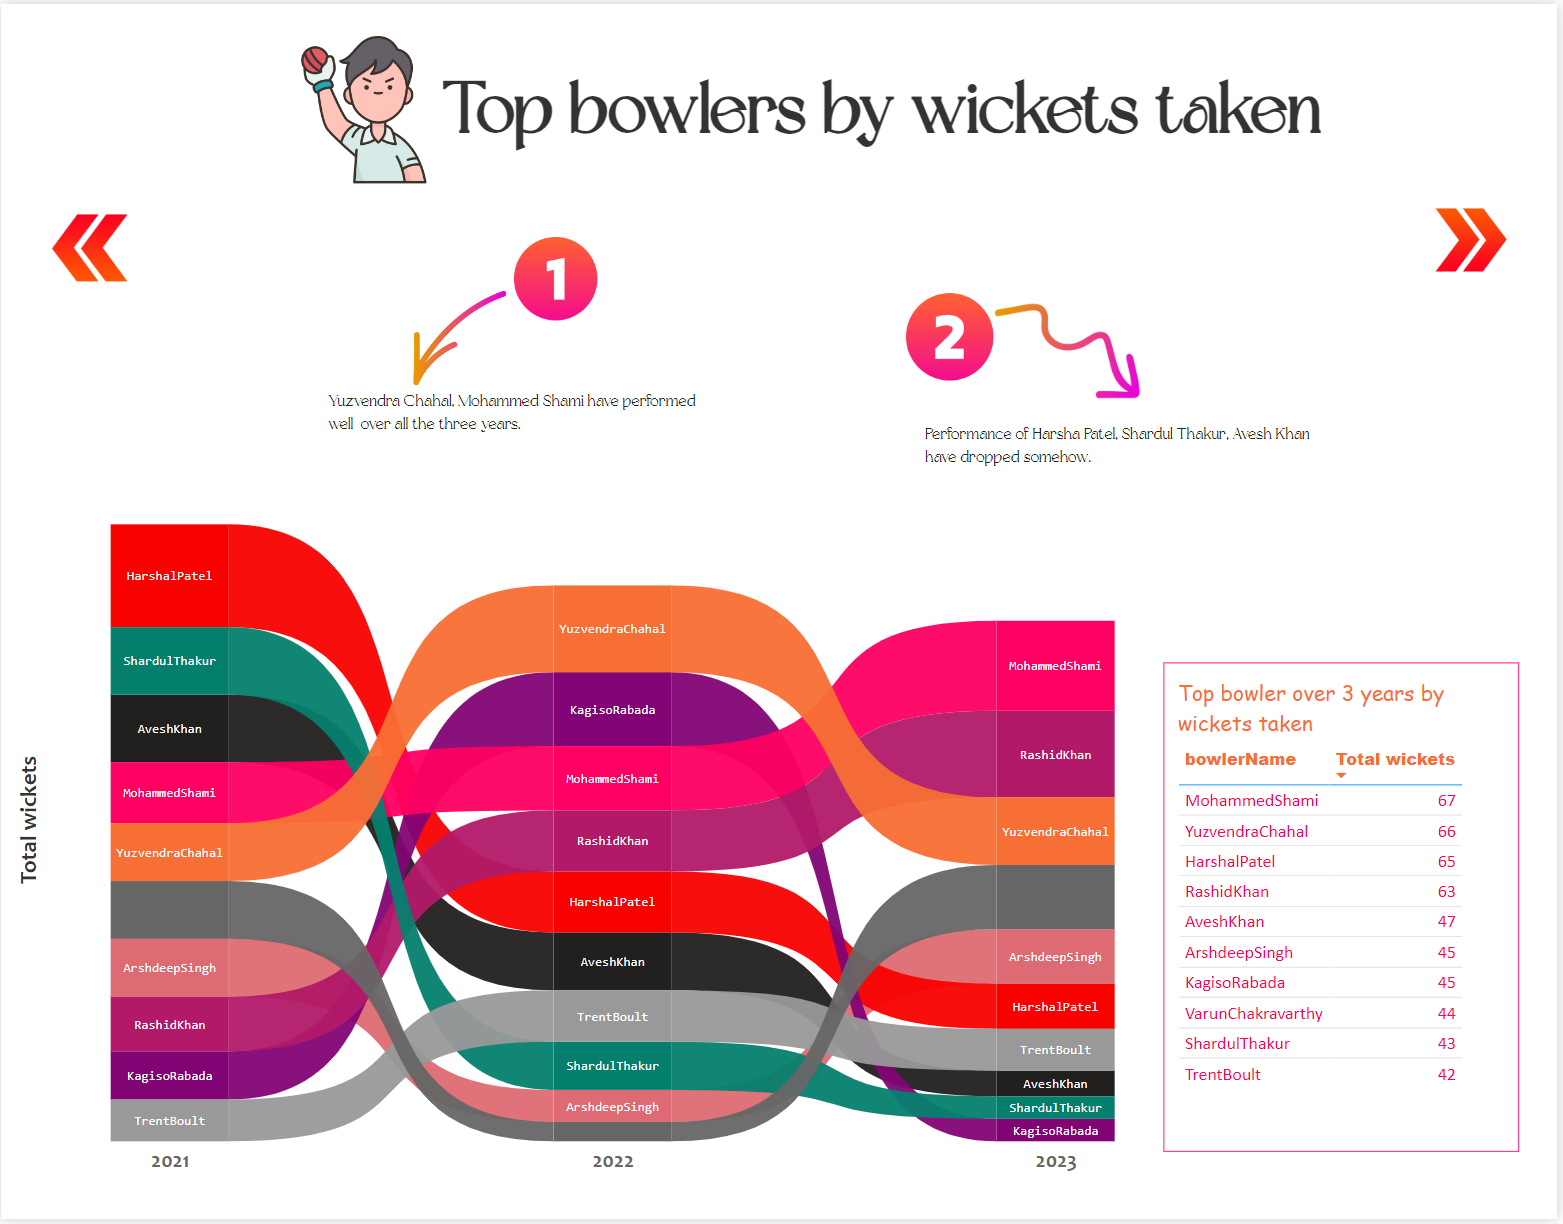 Top bowlers by wickets taken
1
Yuzvendra Chahal, Mohammed Shami have performed
well over all the three years.
2
Performance of Harsha Patel, Shardul Thakur, Avesh Khan
have dropped somehow.
Total wickets
HarshalPatel
ShardulThakur
AveshKhan
MohammedShami
YuzvendraChahal
ArshdeepSingh
RashidKhan
KagisoRabada
TrentBoult
2021
YuzvendraChahal
KagisoRabada
MohammedShami
RashidKhan
HarshalPatel
AveshKhan
TrentBoult
ShardulThakur
ArshdeepSingh
2022
MohammedShami
RashidKhan
YuzvendraChahal
ArshdeepSingh
HarshalPatel
TrentBoult
AveshKhan
ShardulThakur
KagisoRabada
2023
Top bowler over 3 years by
wickets taken
bowlerName Total wickets
MohammedShami 67
YuzvendraChahal 66
HarshalPatel 65
RashidKhan 63
AveshKhan 47
ArshdeepSingh 45
KagisoRabada 45
VarunChakravarthy 44
ShardulThakur 43
TrentBoult 42